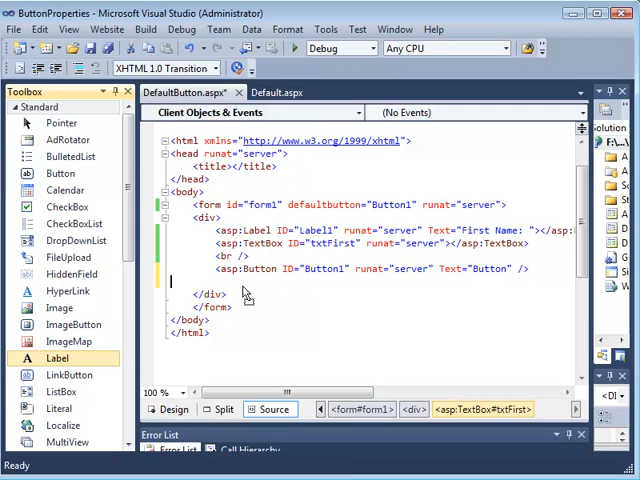 ButtonProperties - Microsoft Visual Studio (Administrator)
File Edit View Website Build Debug Team Data Format Tools Test Window Help
Debug Any CPU
XHTML 1.0 Transition
Toolbox
Standard
Pointer
AdRotator
BulletedList
Button
Calendar
CheckBox
CheckBoxList
DropDownList
FileUpload
HiddenField
HyperLink
Image
ImageButton
ImageMap
Label
LinkButton
ListBox
Literal
Localize
MultiView
DefaultButton.aspx* Default.aspx
Client Objects & Events (No Events)
<html xmlns="http://www.w3.org/1999/xhtml">
<head runat="server">
<title></title>
</head>
<body>
<form id="form1" defaultbutton="Button1" runat="server">
<div>
<asp:Label ID="Label1" runat="server" Text="First Name: "></asp:
<asp:TextBox ID="txtFirst" runat="server"></asp:TextBox>
<br />
<asp:Button ID="Button1" runat="server" Text="Button" />
</div>
</form>
</body>
</html>
100 %
Design Split Source <form#form1> <div> <asp:TextBox#txtFirst>
Error List
Error List Call Hierarchy
Solution
F:\...
Ready